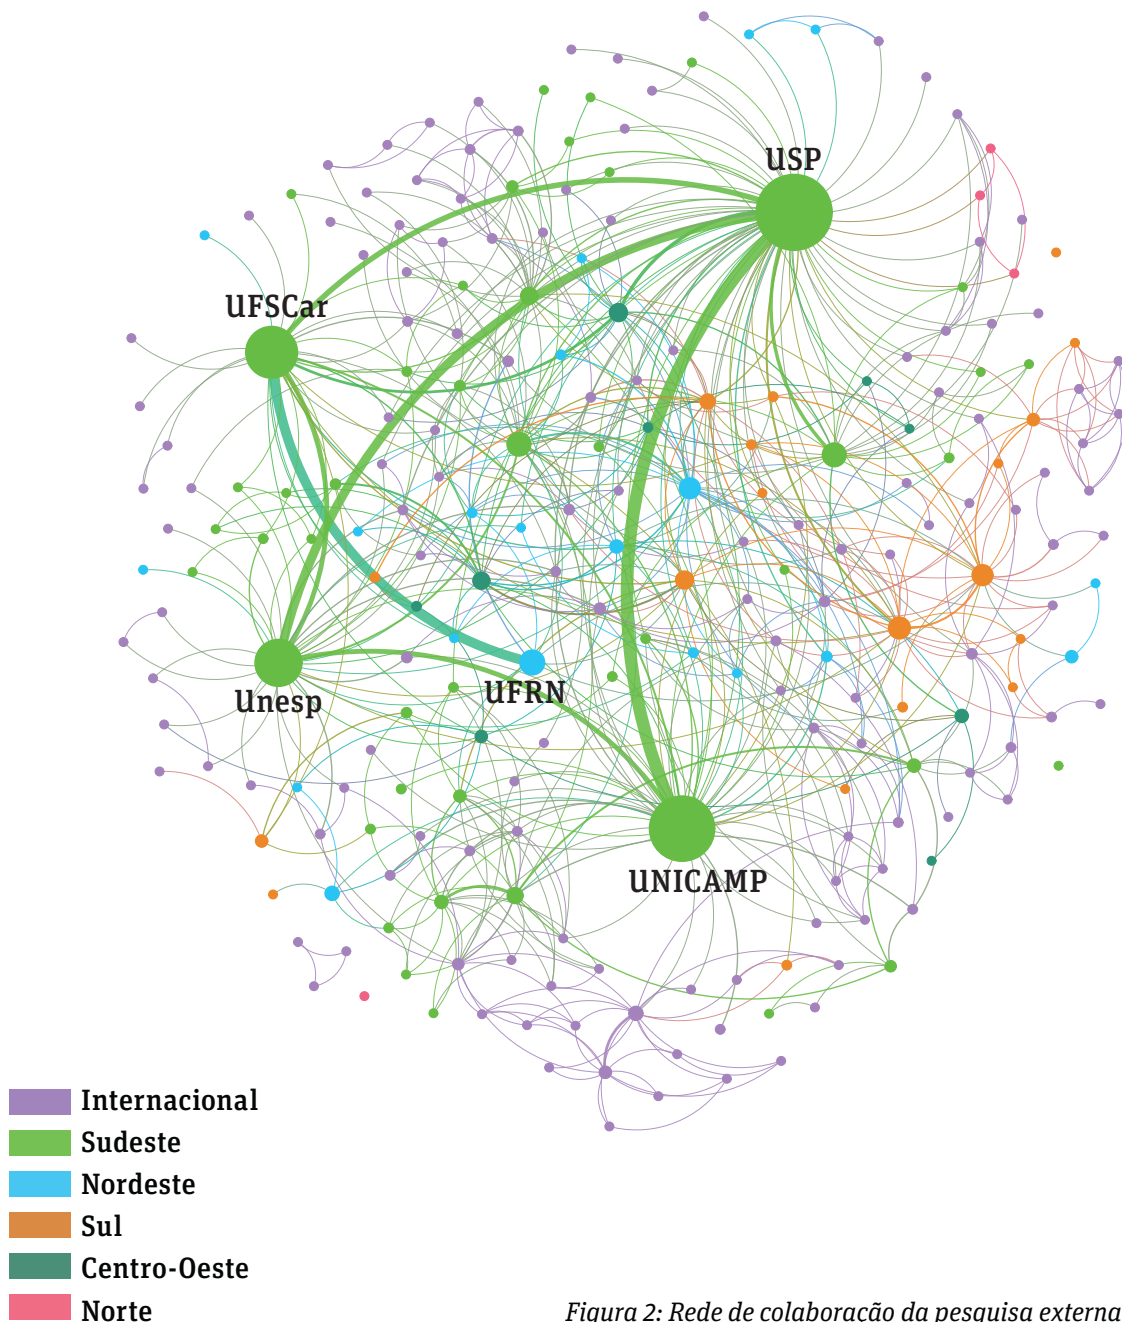 USP
UFSCar
Unesp
UFRN
UNICAMP
Internacional
Sudeste
Nordeste
Sul
Centro-Oeste
Norte
Figura 2: Rede de colaboração da pesquisa externa